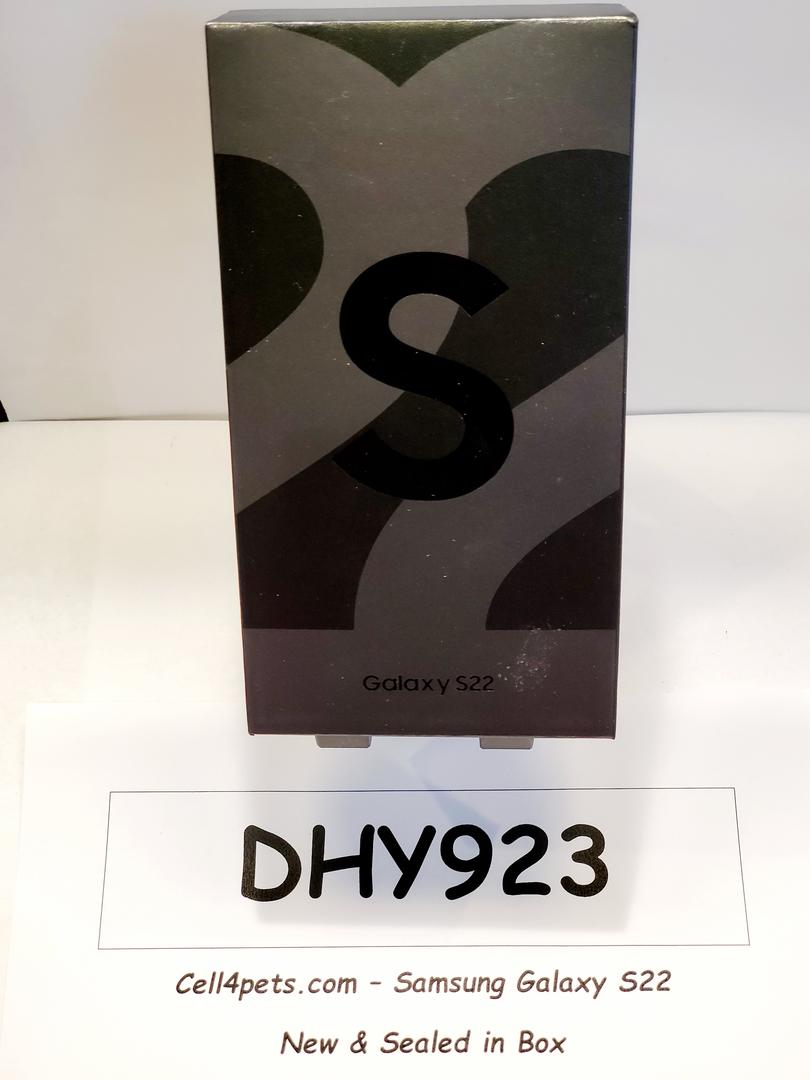 S
Galaxy S22
DHY923
Cell4pets.com - Samsung Galaxy S22
New & Sealed in Box